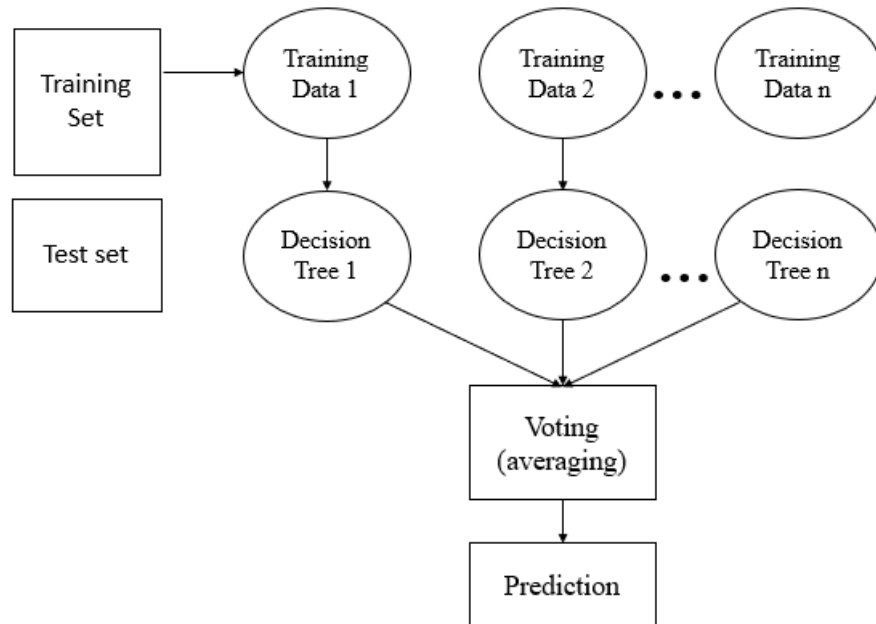 Training
Set
Training
Data 1
Training
Data 2
Training
Data n
Test set
Decision
Tree 1
Decision
Tree 2
Decision
Tree n
Voting
(averaging)
Prediction